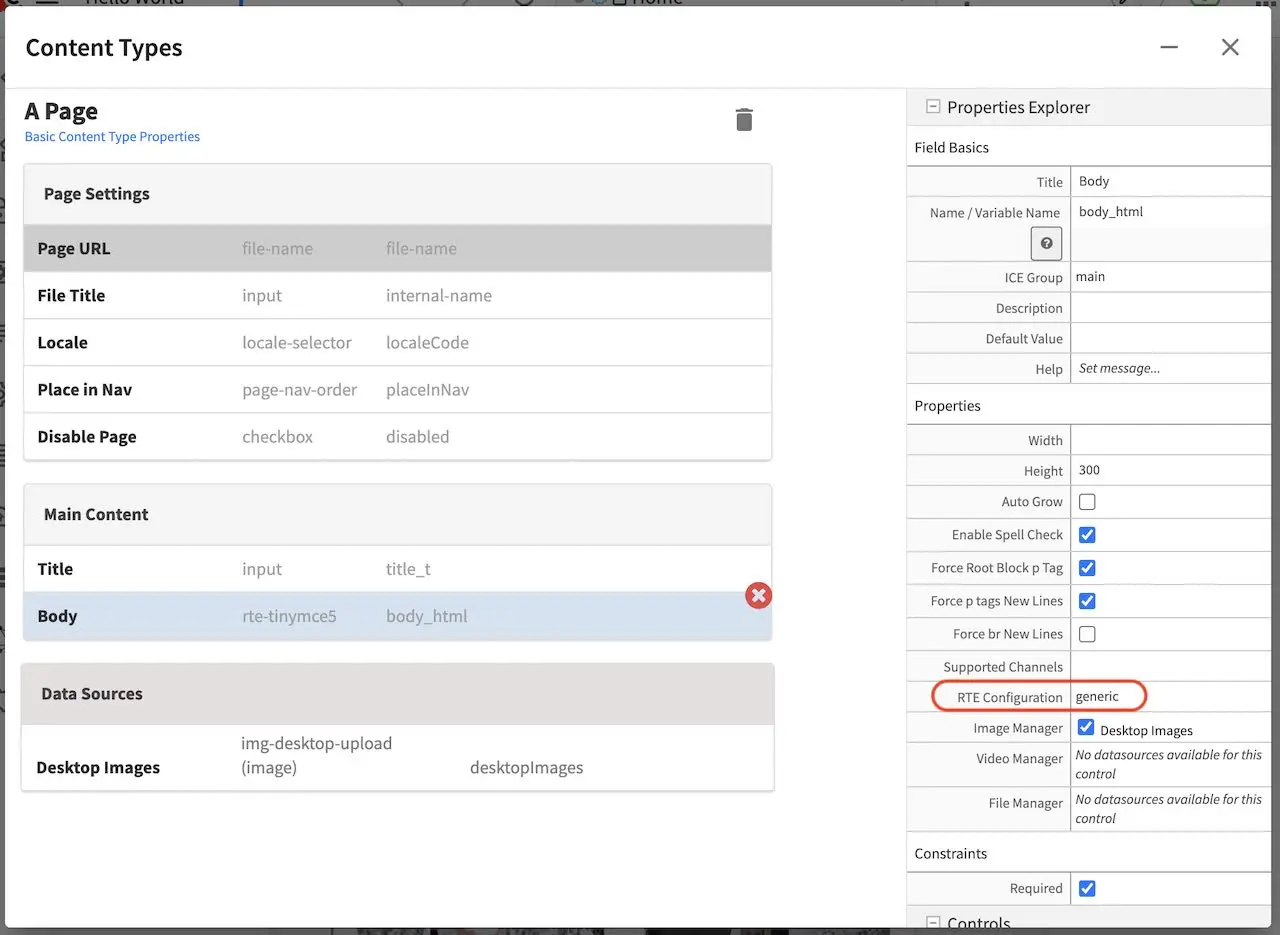 Hello World
Home
Content Types
A Page
Basic Content Type Properties
Page Settings
Page URL file-name file-name
File Title input internal-name
Locale locale-selector localeCode
Place in Nav page-nav-order placeInNav
Disable Page checkbox disabled
Main Content
Title input title_t
Body rte-tinymce5 body_html
Data Sources
Desktop Images img-desktop-upload (image) desktopImages
Properties Explorer
Field Basics
Title Body
Name / Variable Name body_html
?
ICE Group main
Description
Default Value
Help Set message...
Properties
Width
Height 300
Auto Grow
Enable Spell Check
Force Root Block p Tag
Force p tags New Lines
Force br New Lines
Supported Channels
RTE Configuration generic
Image Manager Desktop Images
Video Manager No datasources available for this
control
File Manager No datasources available for this
control
Constraints
Required
Controls